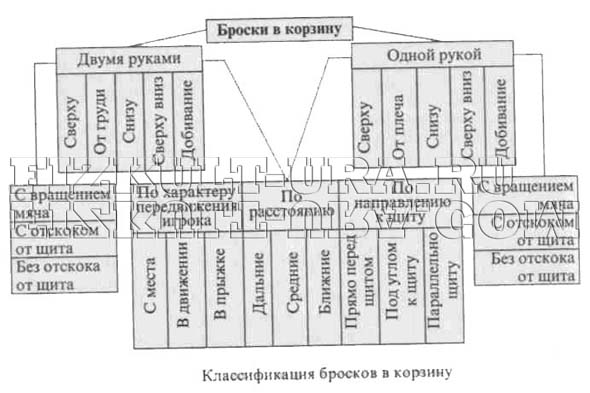 Броски в корзину
Двумя руками
Одной рукой
Сверху
От груди
Снизу
Сверху вниз
Добивание
Сверху
От плеча
Снизу
Сверху вниз
Добивание
С вращением
мяча
С отскоком
от щита
Без отскока
от щита
По характеру
передвижения
игрока
По
расстоянию
По
направлению
к щиту
С вращением
мяча
С отскоком
от щита
Без отскока
от щита
С места
В движении
В прыжке
Дальние
Средние
Ближние
Прямо перед
щитом
Под углом
к щиту
Параллельно
щиту
Классификация бросков в корзину